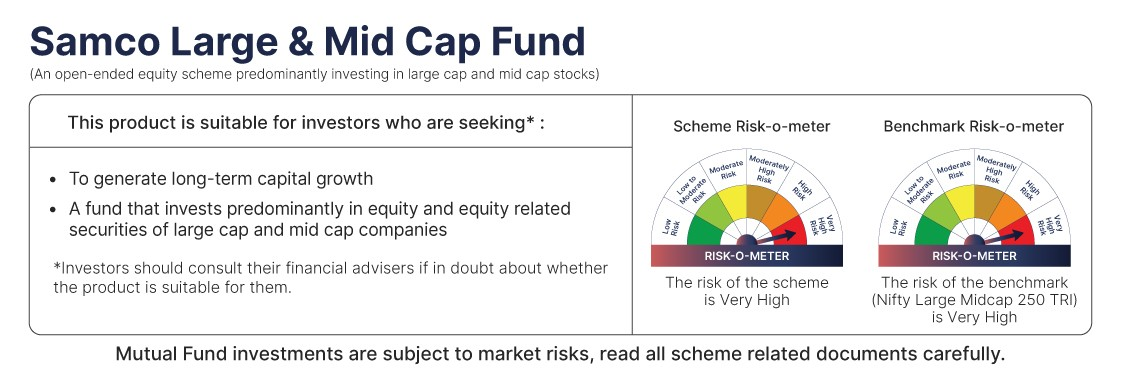 Samco Large & Mid Cap Fund
(An open-ended equity scheme predominantly investing in large cap and mid cap stocks)
This product is suitable for investors who are seeking* :
• To generate long-term capital growth
• A fund that invests predominantly in equity and equity related
securities of large cap and mid cap companies
*Investors should consult their financial advisers if in doubt about whether
the product is suitable for them.
Scheme Risk-o-meter
Low Risk
Low to Moderate Risk
Moderate Risk
Moderately High Risk
High Risk
Very High Risk
RISK-O-METER
The risk of the scheme
is Very High
Benchmark Risk-o-meter
Low Risk
Low to Moderate Risk
Moderate Risk
Moderately High Risk
High Risk
Very High Risk
RISK-O-METER
The risk of the benchmark
(Nifty Large Midcap 250 TRI)
is Very High
Mutual Fund investments are subject to market risks, read all scheme related documents carefully.